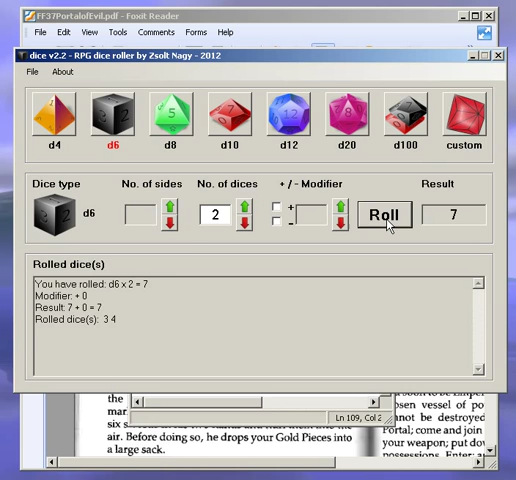 FF37PortalofEvil.pdf - Foxit Reader
File Edit View Tools Comments Forms Help
dice v2.2 - RPG dice roller by Zsolt Nagy - 2012
File About
d4 d6 d8 d10 d12 d20 d100 custom
Dice type No. of sides No. of dices + / - Modifier Result
d6 2 + - Roll 7
Rolled dice(s)
You have rolled: d6 x 2 = 7
Modifier: + 0
Result: 7 + 0 = 7
Rolled dice(s): 3 4
Ln 109, Col 2
the
mar
six s
air. Before doing so, he drops your Gold Pieces into
a large sack.
osen vessel of po
nnot be destroyed
Portal; come and join
your weapon; put do
possessions. Enter